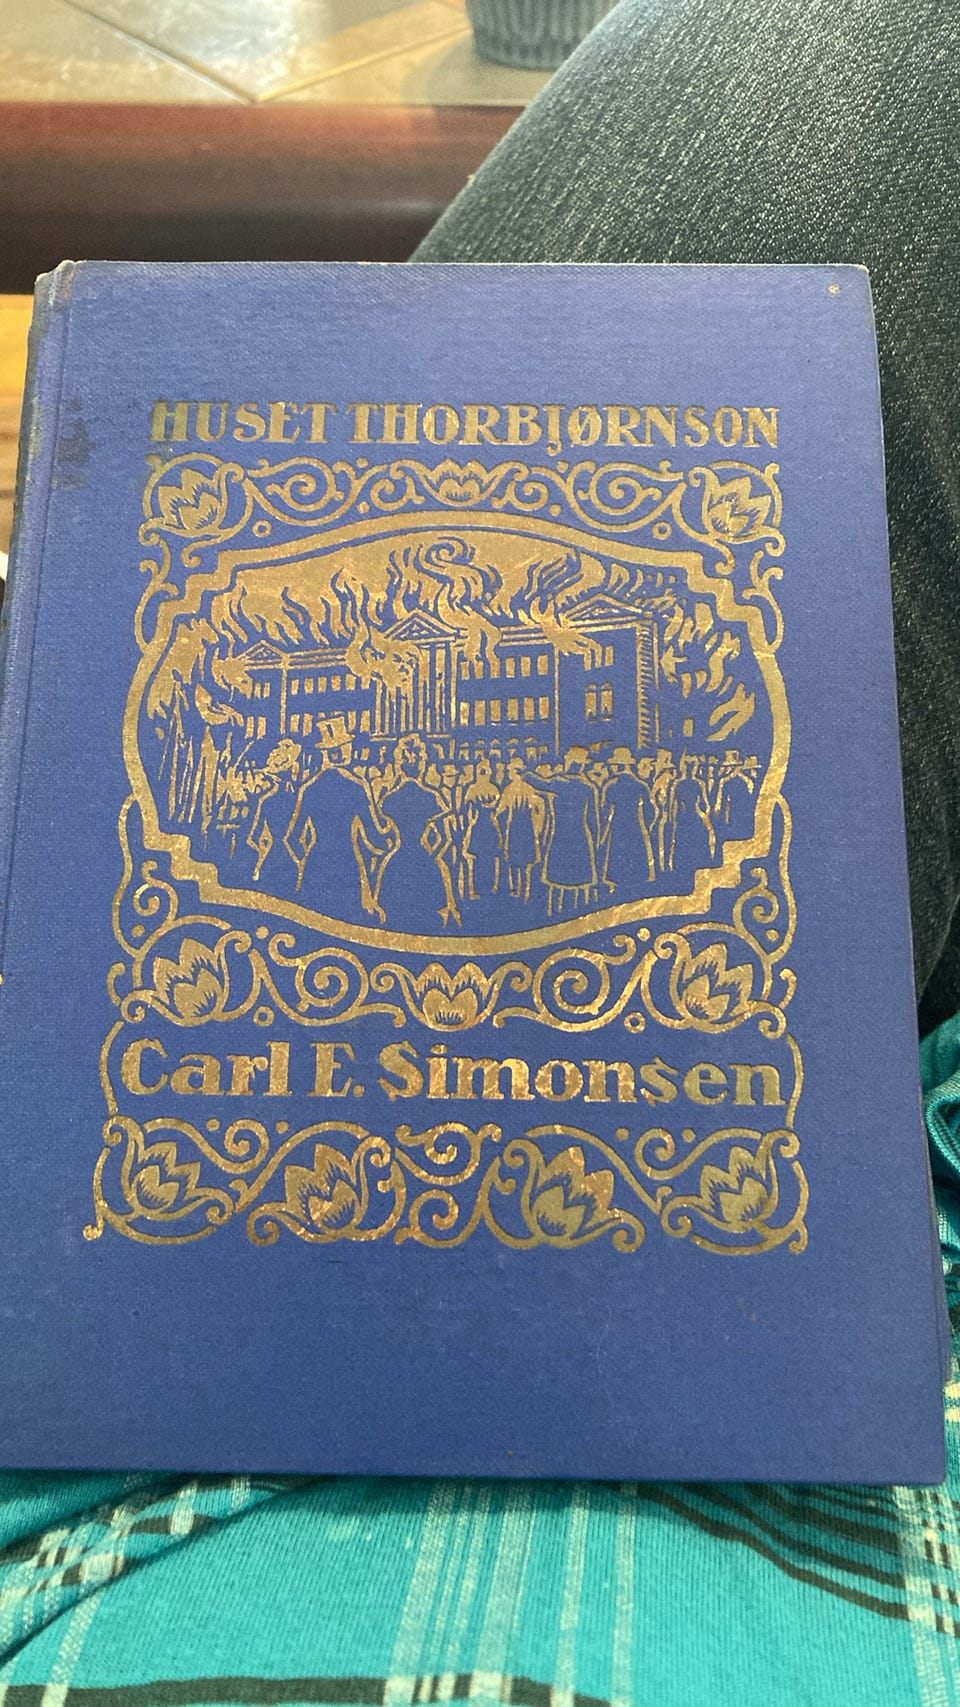 HUSET THORBJØRNSON
Carl E. Simonsen